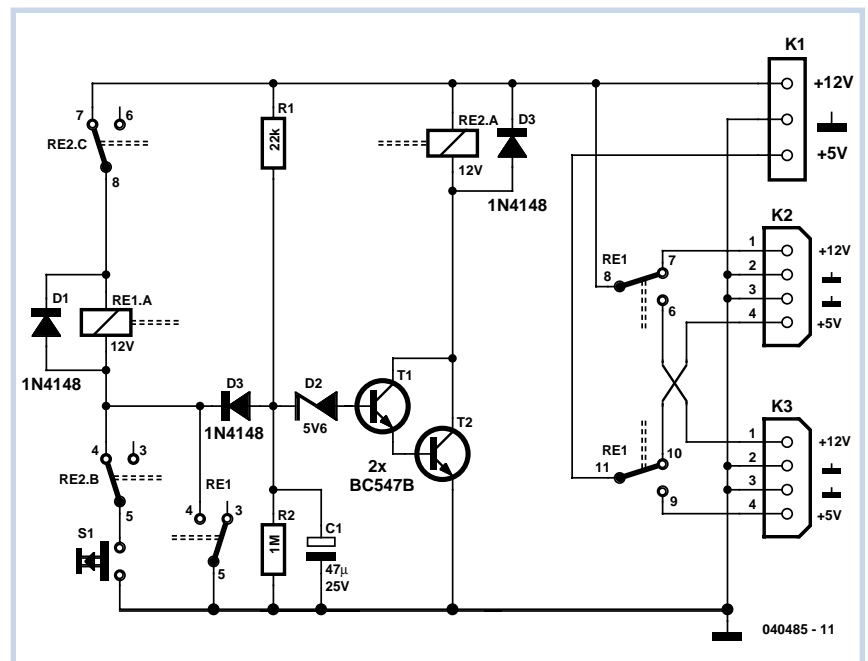 K1
+12V
+5V
K2
1
+12V
2
3
4
+5V
K3
1
+12V
2
3
4
+5V
7
6
RE2.C
8
R1
22k
RE2.A
12V
D3
1N4148
D1
RE1.A
12V
1N4148
D3
1N4148
D2
5V6
T1
T2
2x
BC547B
4
3
RE2.B
5
S1
RE1
4
3
5
R2
1M
C1
47µ
25V
RE1
8
7
6
RE1
11
10
9
040485 - 11